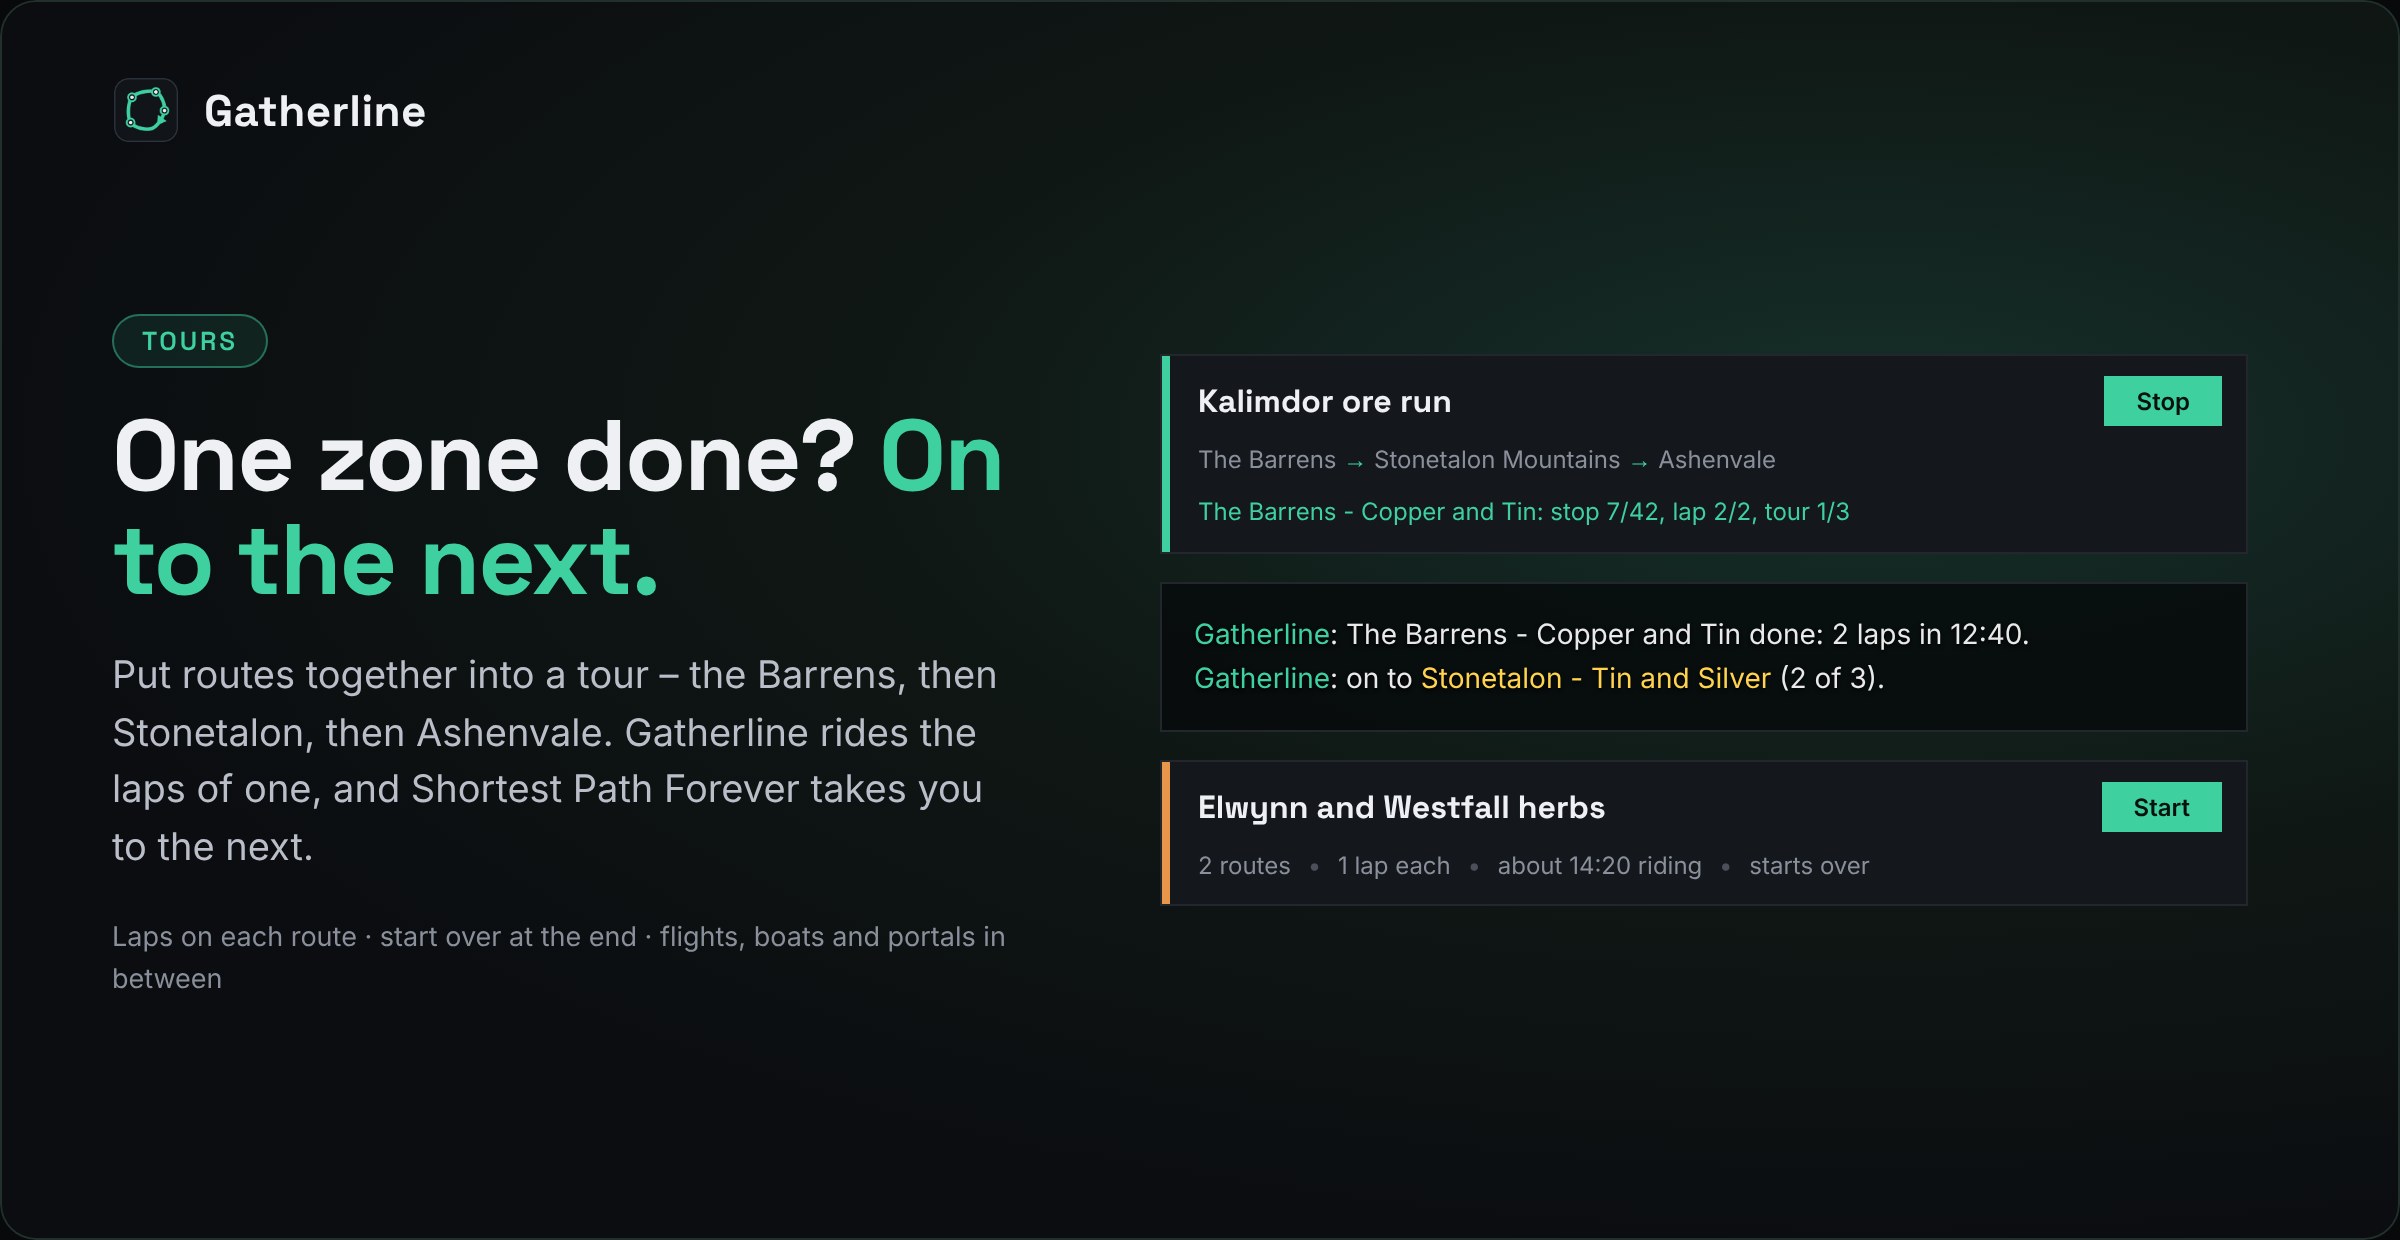 Gatherline
TOURS
One zone done? On
to the next.
Put routes together into a tour – the Barrens, then
Stonetalon, then Ashenvale. Gatherline rides the
laps of one, and Shortest Path Forever takes you
to the next.
Laps on each route · start over at the end · flights, boats and portals in
between
Kalimdor ore run
Stop
The Barrens → Stonetalon Mountains → Ashenvale
The Barrens - Copper and Tin: stop 7/42, lap 2/2, tour 1/3
Gatherline: The Barrens - Copper and Tin done: 2 laps in 12:40.
Gatherline: on to Stonetalon - Tin and Silver (2 of 3).
Elwynn and Westfall herbs
Start
2 routes • 1 lap each • about 14:20 riding • starts over